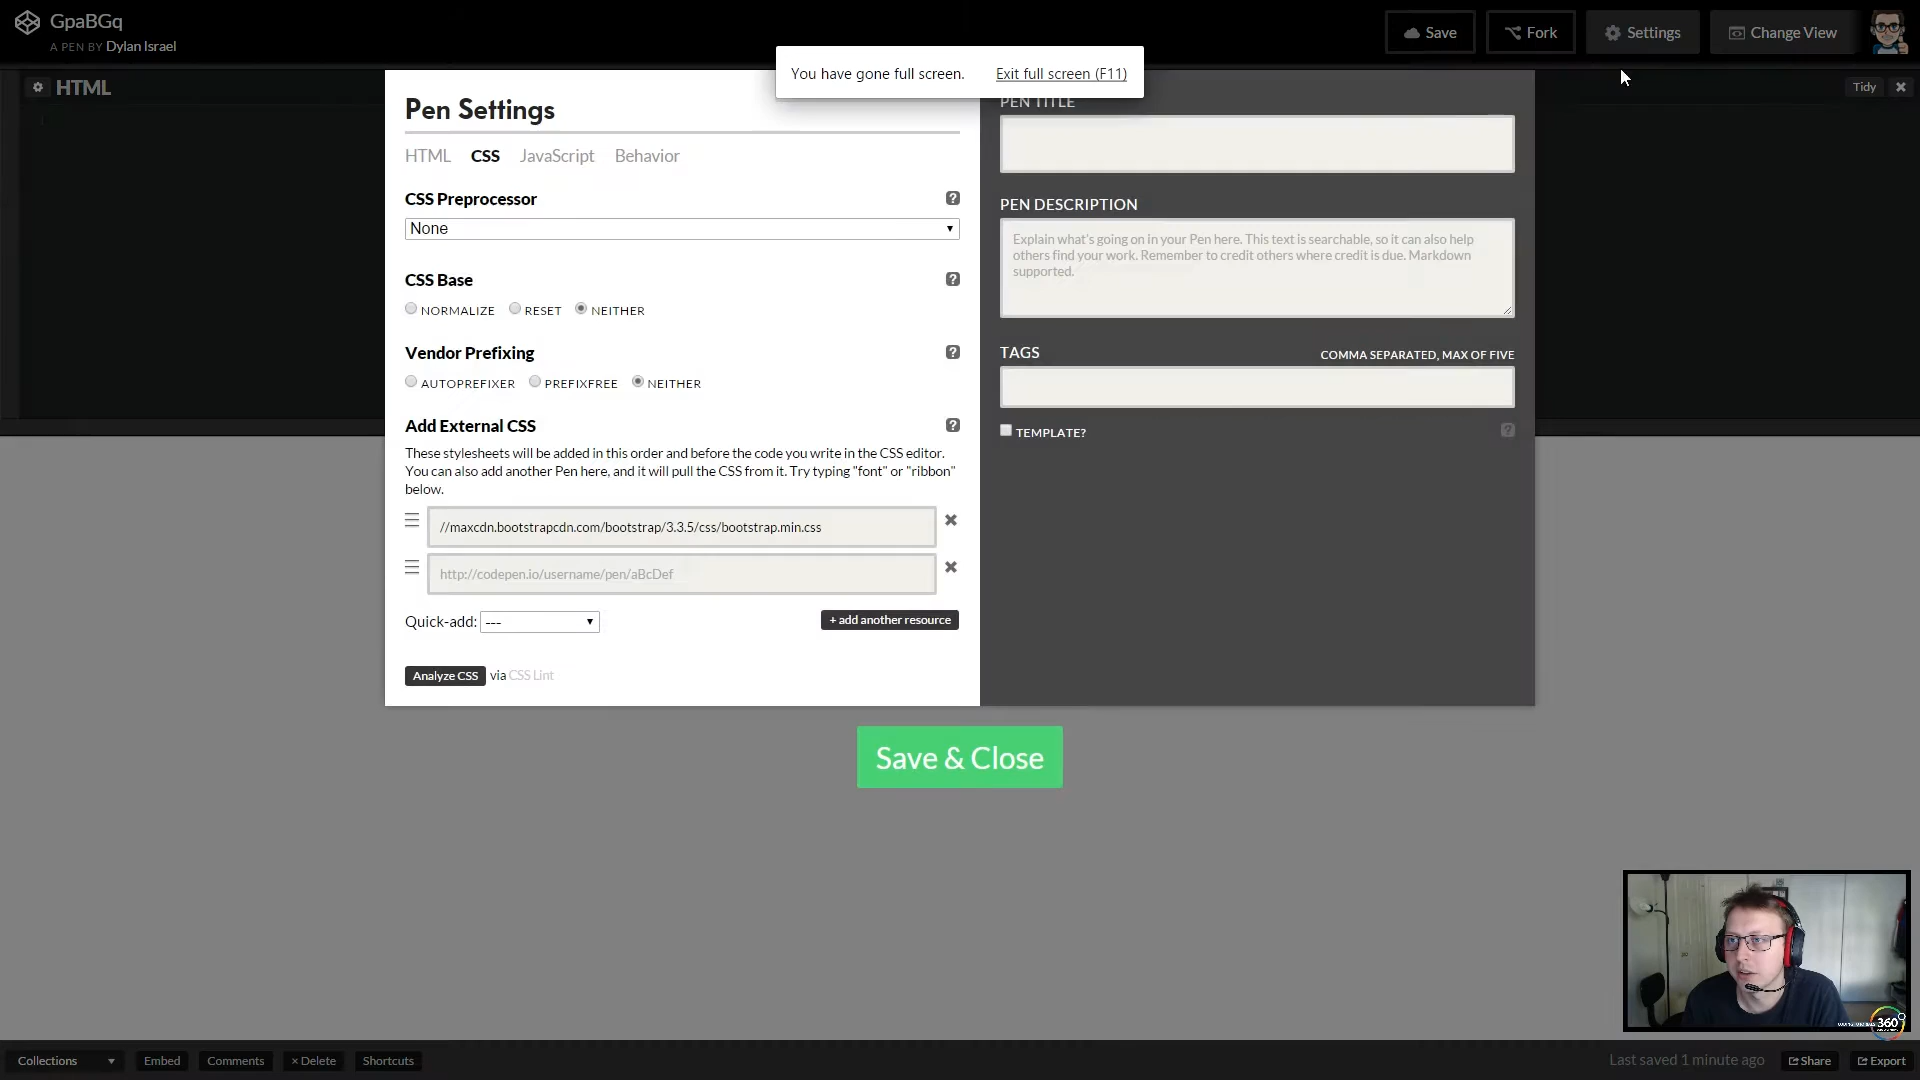 GpaBGq
A PEN BY Dylan Israel
Save
Fork
Settings
Change View
You have gone full screen.
Exit full screen (F11)
HTML
Tidy
Pen Settings
HTML CSS JavaScript Behavior
CSS Preprocessor
None
CSS Base
NORMALIZE RESET NEITHER
Vendor Prefixing
AUTOPREFIXER PREFIXFREE NEITHER
Add External CSS
These stylesheets will be added in this order and before the code you write in the CSS editor.
You can also add another Pen here, and it will pull the CSS from it. Try typing "font" or "ribbon"
below.
//maxcdn.bootstrapcdn.com/bootstrap/3.3.5/css/bootstrap.min.css
http://codepen.io/username/pen/aBcDef
Quick-add: ---
+ add another resource
Analyze CSS via CSS Lint
PEN TITLE
PEN DESCRIPTION
Explain what's going on in your Pen here. This text is searchable, so it can also help
others find your work. Remember to credit others where credit is due. Markdown
supported.
TAGS
COMMA SEPARATED, MAX OF FIVE
TEMPLATE?
Save & Close
360
Collections
Embed
Comments
× Delete
Shortcuts
Last saved 1 minute ago
Share
Export